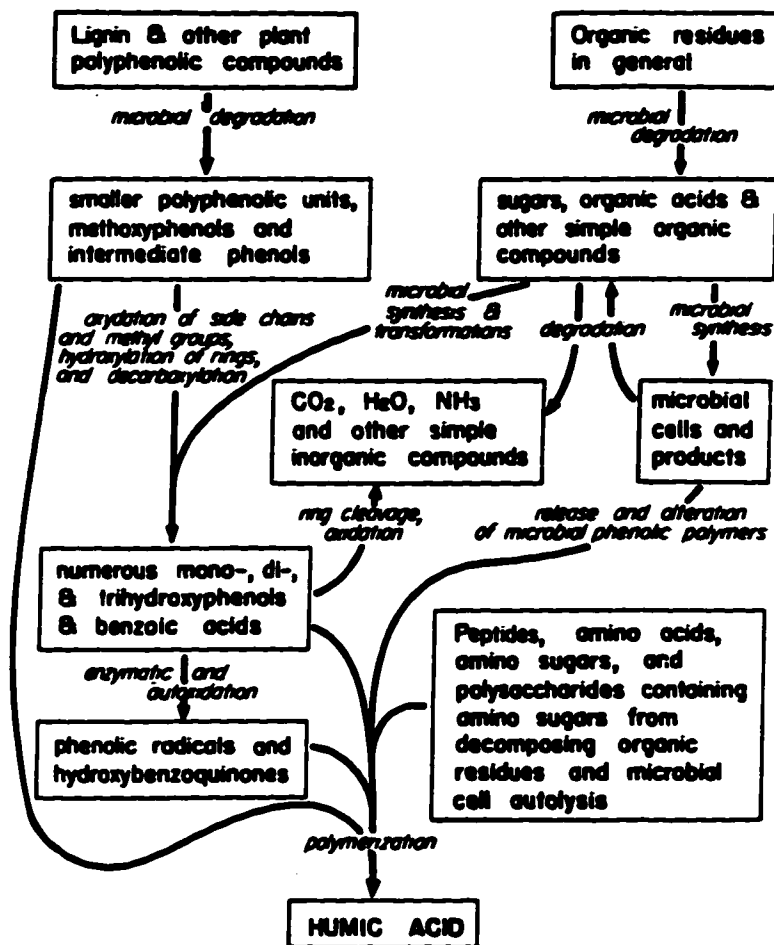 Lignin & other plant
polyphenolic compounds
Organic residues
in general
microbial degradation
microbial
degradation
smaller polyphenolic units,
methoxyphenols and
intermediate phenols
sugars, organic acids &
other simple organic
compounds
oxydation of side chains
and methyl groups,
hydroxylation of rings,
and decarboxylation
microbial
synthesis &
transformations
degradation
microbial
synthesis
CO₂, H₂O, NH₃
and other simple
inorganic compounds
microbial
cells and
products
ring cleavage,
oxidation
release and alteration
of microbial phenolic polymers
numerous mono-, di-,
& trihydroxyphenols
& benzoic acids
Peptides, amino acids,
amino sugars, and
polysaccharides containing
amino sugars from
decomposing organic
residues and microbial
cell autolysis
enzymatic and
autoxidation
phenolic radicals and
hydroxybenzoquinones
polymerization
HUMIC ACID